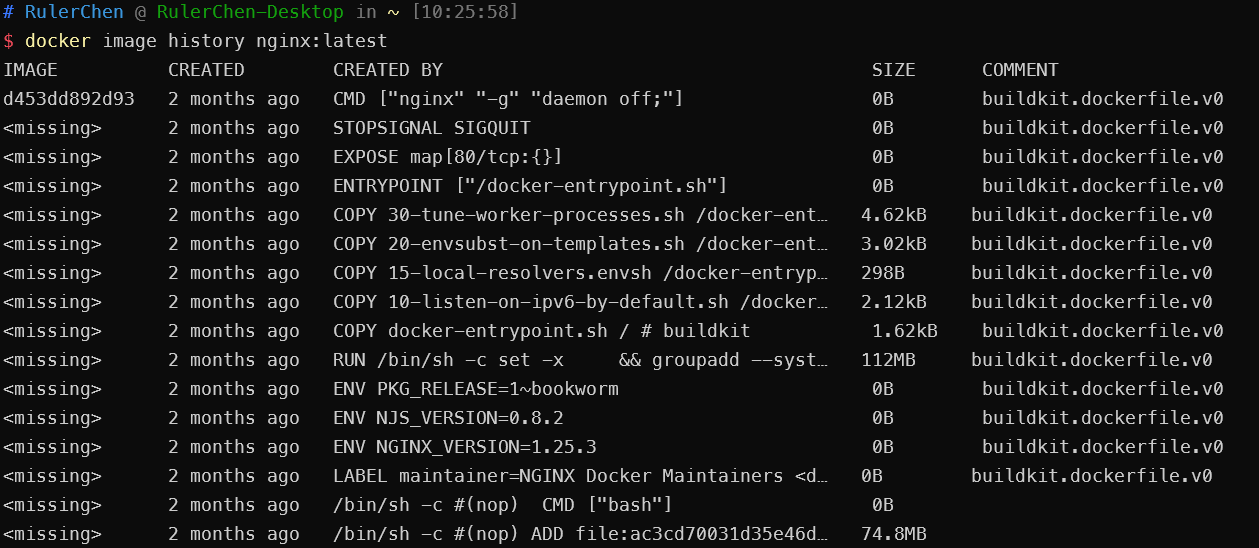 # RulerChen @ RulerChen-Desktop in ~ [10:25:58]
$ docker image history nginx:latest
IMAGE          CREATED        CREATED BY                                       SIZE      COMMENT
d453dd892d93   2 months ago   CMD ["nginx" "-g" "daemon off;"]                 0B        buildkit.dockerfile.v0
<missing>      2 months ago   STOPSIGNAL SIGQUIT                               0B        buildkit.dockerfile.v0
<missing>      2 months ago   EXPOSE map[80/tcp:{}]                            0B        buildkit.dockerfile.v0
<missing>      2 months ago   ENTRYPOINT ["/docker-entrypoint.sh"]             0B        buildkit.dockerfile.v0
<missing>      2 months ago   COPY 30-tune-worker-processes.sh /docker-ent…   4.62kB    buildkit.dockerfile.v0
<missing>      2 months ago   COPY 20-envsubst-on-templates.sh /docker-ent…   3.02kB    buildkit.dockerfile.v0
<missing>      2 months ago   COPY 15-local-resolvers.envsh /docker-entryp…   298B      buildkit.dockerfile.v0
<missing>      2 months ago   COPY 10-listen-on-ipv6-by-default.sh /docker…   2.12kB    buildkit.dockerfile.v0
<missing>      2 months ago   COPY docker-entrypoint.sh / # buildkit           1.62kB    buildkit.dockerfile.v0
<missing>      2 months ago   RUN /bin/sh -c set -x     && groupadd --syst…   112MB     buildkit.dockerfile.v0
<missing>      2 months ago   ENV PKG_RELEASE=1~bookworm                       0B        buildkit.dockerfile.v0
<missing>      2 months ago   ENV NJS_VERSION=0.8.2                            0B        buildkit.dockerfile.v0
<missing>      2 months ago   ENV NGINX_VERSION=1.25.3                         0B        buildkit.dockerfile.v0
<missing>      2 months ago   LABEL maintainer=NGINX Docker Maintainers <d…   0B        buildkit.dockerfile.v0
<missing>      2 months ago   /bin/sh -c #(nop)  CMD ["bash"]                  0B
<missing>      2 months ago   /bin/sh -c #(nop) ADD file:ac3cd70031d35e46d…   74.8MB